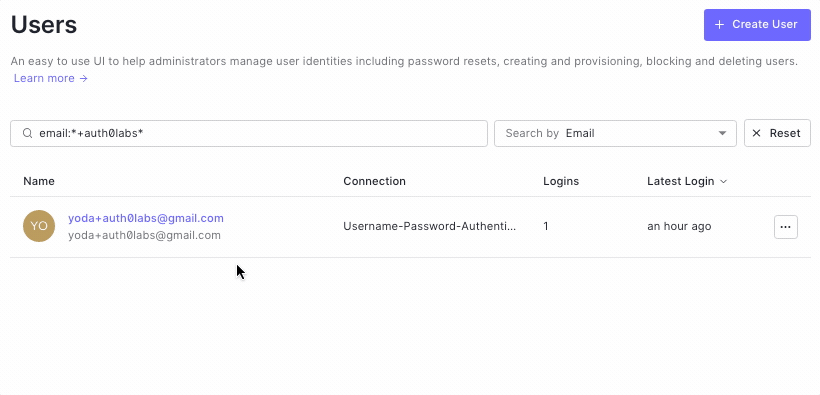 Users
+ Create User
An easy to use UI to help administrators manage user identities including password resets, creating and provisioning, blocking and deleting users.
Learn more →
email:*+auth0labs*
Search by Email
× Reset
Name Connection Logins Latest Login
YO
yoda+auth0labs@gmail.com
yoda+auth0labs@gmail.com
Username-Password-Authenti...
1
an hour ago
...